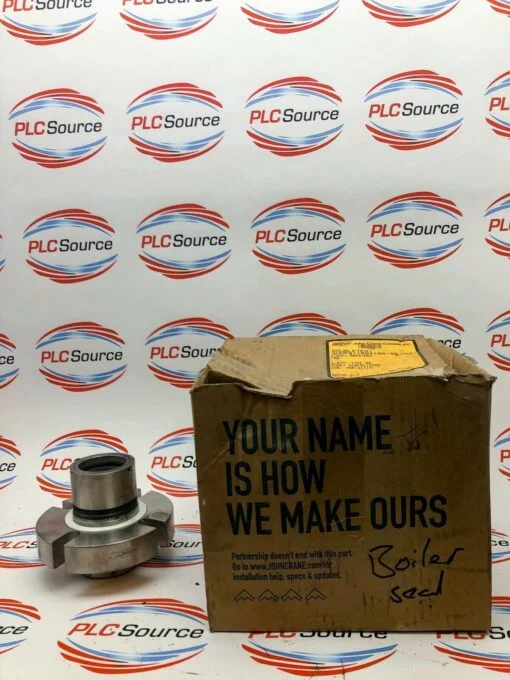 PLCSource
YOUR NAME
IS HOW
WE MAKE OURS
Partnership doesn't end with this part.
Go to www.JOHNCRANE.com for
installation help, specs & updates.
Boiler
seal